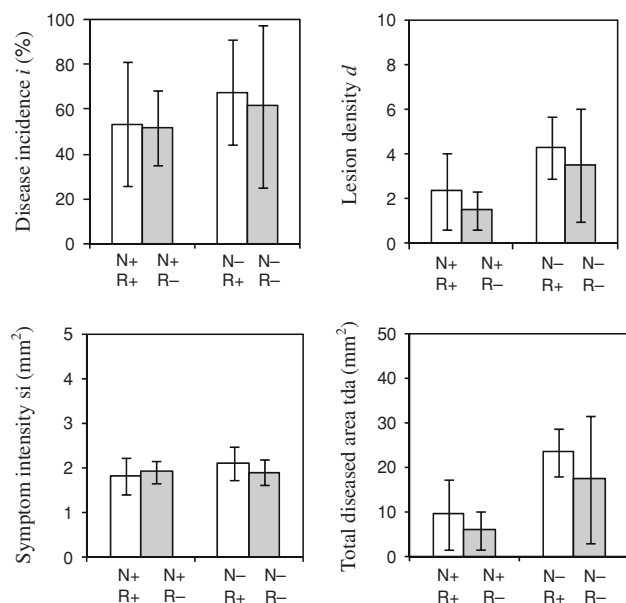 Disease incidence i (%)
100
80
60
40
20
0
N+ N+ N– N–
R+ R– R+ R–
Lesion density d
10
8
6
4
2
0
N+ N+ N– N–
R+ R– R+ R–
Symptom intensity si (mm²)
5
4
3
2
1
0
N+ N+ N– N–
R+ R– R+ R–
Total diseased area tda (mm²)
50
40
30
20
10
0
N+ N+ N– N–
R+ R– R+ R–